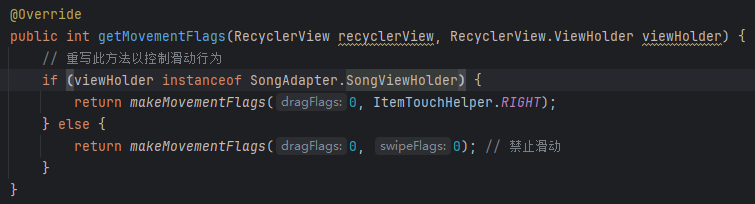 @Override
public int getMovementFlags(RecyclerView recyclerView, RecyclerView.ViewHolder viewHolder) {
// 重写此方法以控制滑动行为
if (viewHolder instanceof SongAdapter.SongViewHolder) {
return makeMovementFlags( dragFlags: 0, ItemTouchHelper.RIGHT);
} else {
return makeMovementFlags( dragFlags: 0, swipeFlags: 0); // 禁止滑动
}
}